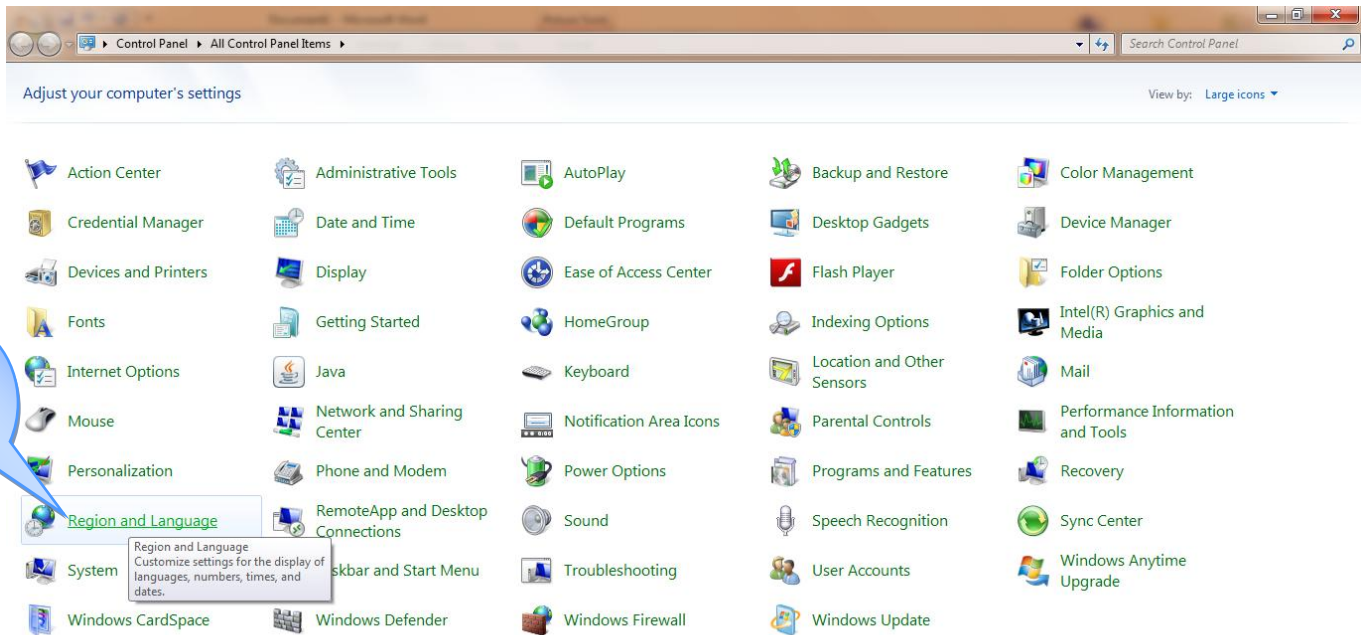 Document1 - Microsoft Word
Control Panel ▸ All Control Panel Items ▸
Search Control Panel
Adjust your computer's settings
View by: Large icons
Action Center
Administrative Tools
AutoPlay
Backup and Restore
Color Management
Credential Manager
Date and Time
Default Programs
Desktop Gadgets
Device Manager
Devices and Printers
Display
Ease of Access Center
Flash Player
Folder Options
Fonts
Getting Started
HomeGroup
Indexing Options
Intel(R) Graphics and
Media
Internet Options
Java
Keyboard
Location and Other
Sensors
Mail
Mouse
Network and Sharing
Center
Notification Area Icons
Parental Controls
Performance Information
and Tools
Personalization
Phone and Modem
Power Options
Programs and Features
Recovery
Region and Language
RemoteApp and Desktop
Connections
Sound
Speech Recognition
Sync Center
Region and Language
Customize settings for the display of
languages, numbers, times, and
dates.
System
skbar and Start Menu
Troubleshooting
User Accounts
Windows Anytime
Upgrade
Windows CardSpace
Windows Defender
Windows Firewall
Windows Update